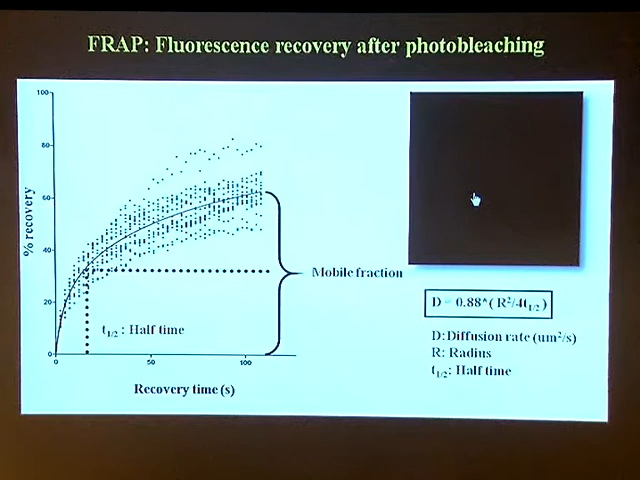 FRAP: Fluorescence recovery after photobleaching
100
80
60
40
20
0
% recovery
0 50 100
Recovery time (s)
t1/2 : Half time
Mobile fraction
D = 0.88*( R²/4t1/2)
D:Diffusion rate (um²/s)
R: Radius
t1/2: Half time